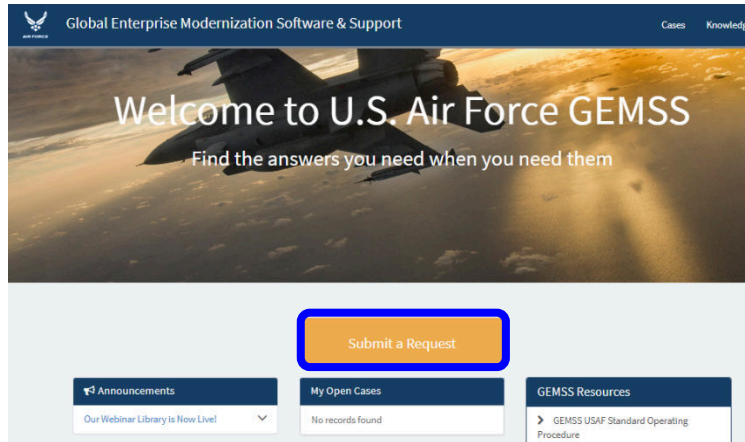 Global Enterprise Modernization Software & Support
Cases
AIR FORCE
Welcome to U.S. Air Force GEMSS
Find the answers you need when you need them
Submit a Request
Announcements
Our Webinar Library is Now Live!
My Open Cases
No records found
GEMSS Resources
GEMSS USAF Standard Operating
Procedure